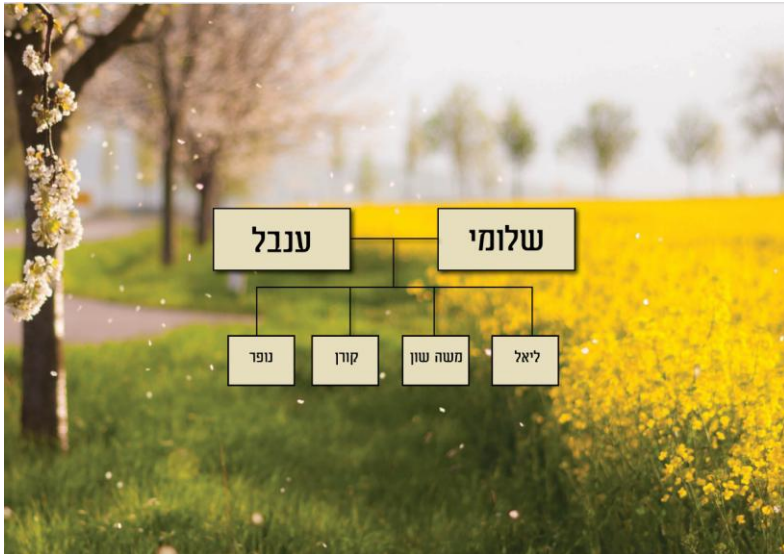 שלומי
ענבל
ליאל
משה שון
קורן
נופר